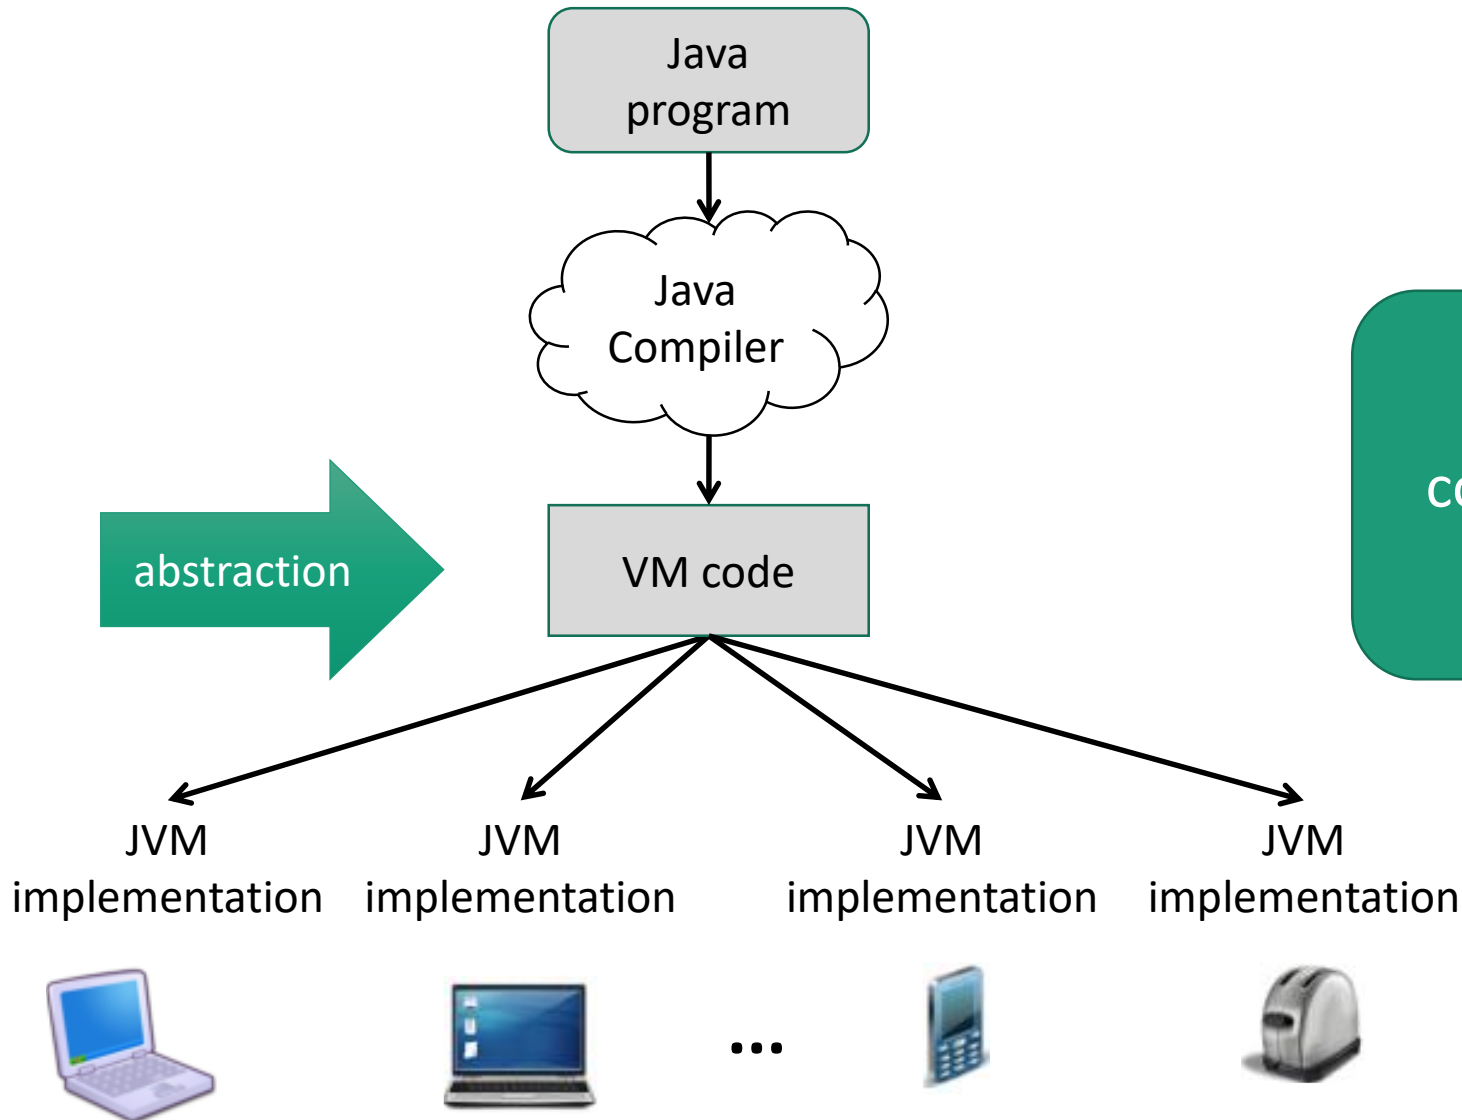 Java
program
Java
Compiler
abstraction
VM code
JVM
implementation
JVM
implementation
JVM
implementation
JVM
implementation
...